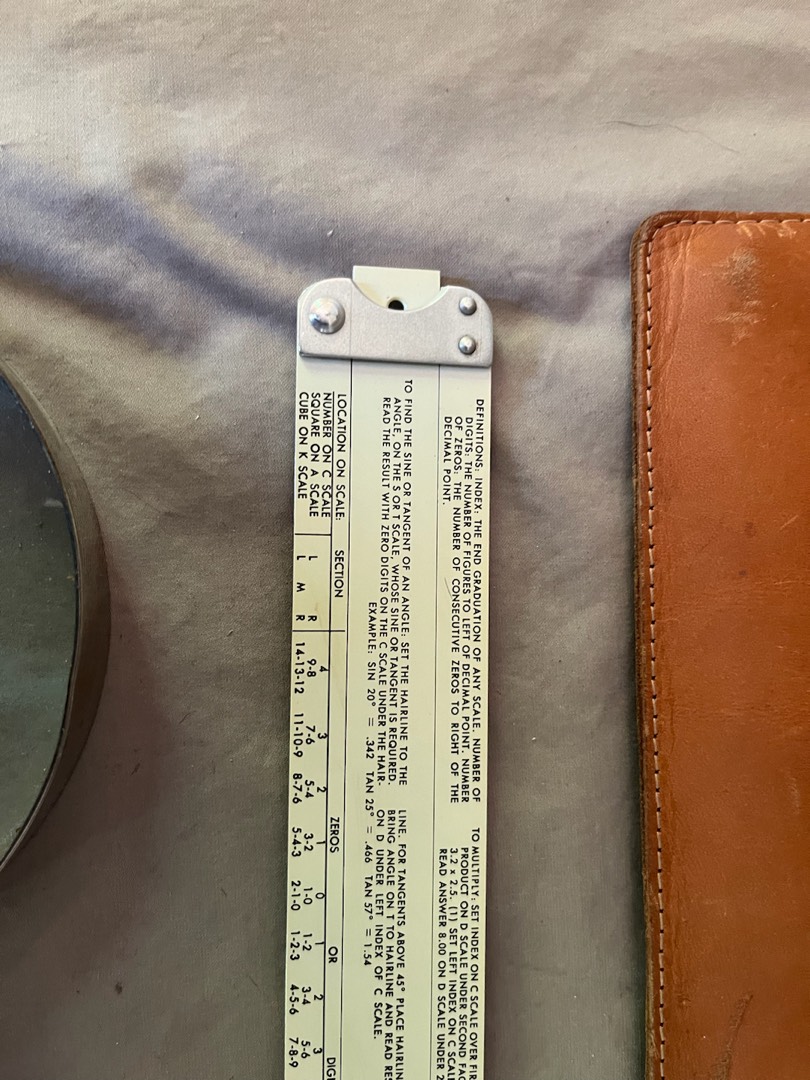 DEFINITIONS: INDEX: THE END GRADUATION OF ANY SCALE. NUMBER OF
DIGITS: THE NUMBER OF FIGURES TO LEFT OF DECIMAL POINT. NUMBER
OF ZEROS: THE NUMBER OF CONSECUTIVE ZEROS TO RIGHT OF THE
DECIMAL POINT.
TO MULTIPLY: SET INDEX ON C SCALE OVER
PRODUCT ON D SCALE UNDER SECOND
3.2 x 2.5. (1) SET LEFT INDEX ON C
READ ANSWER 8.00 ON D SCALE UNDER
TO FIND THE SINE OR TANGENT OF AN ANGLE: SET THE HAIRLINE TO THE
ANGLE, ON THE S OR T SCALE, WHOSE SINE OR TANGENT IS REQUIRED.
READ THE RESULT WITH ZERO DIGITS ON THE C SCALE UNDER THE HAIR-
EXAMPLE: SIN 20° = .342 TAN 25° = .466 TAN 57° = 1.54
LINE. FOR TANGENTS ABOVE 45° PLACE
BRING ANGLE ON T TO HAIRLINE AND READ
ON D UNDER LEFT INDEX OF C SCALE.
LOCATION ON SCALE: SECTION ZEROS OR
NUMBER ON C SCALE 4 3 2 1 0 1 2 3
SQUARE ON A SCALE L R 9-8 7-6 5-4 3-2 1-0 1-2 3-4 5-6
CUBE ON K SCALE L M R 14-13-12 11-10-9 8-7-6 5-4-3 2-1-0 1-2-3 4-5-6 7-8-9